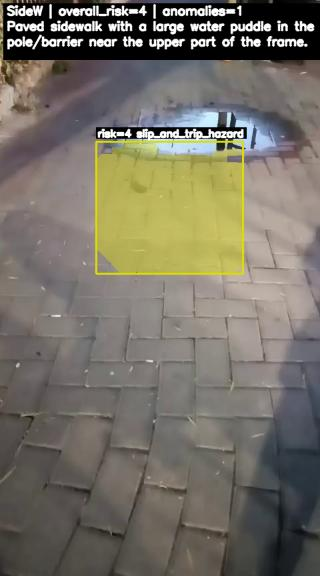 SideW | overall_risk=4 | anomalies=1
Paved sidewalk with a large water puddle in the
pole/barrier near the upper part of the frame.
risk=4 slip_and_trip_hazard